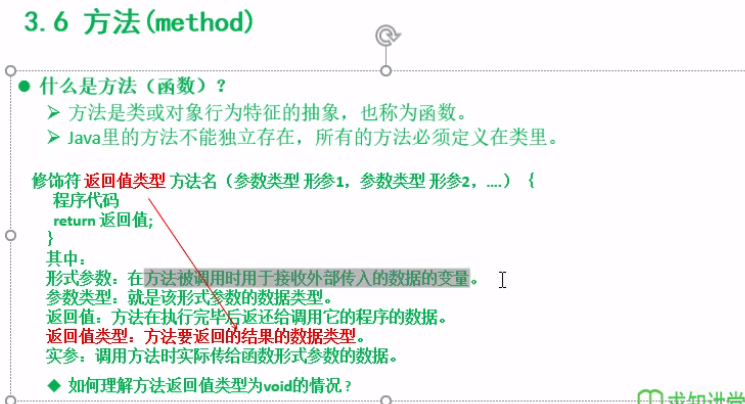 3.6 方法(method)
● 什么是方法（函数）？
➢ 方法是类或对象行为特征的抽象，也称为函数。
➢ Java里的方法不能独立存在，所有的方法必须定义在类里。
修饰符 返回值类型 方法名（参数类型 形参1，参数类型 形参2，....）｛
程序代码
return 返回值;
}
其中：
形式参数：在方法被调用时用于接收外部传入的数据的变量。
参数类型：就是该形式参数的数据类型。
返回值：方法在执行完毕后返还给调用它的程序的数据。
返回值类型：方法要返回的结果的数据类型。
实参：调用方法时实际传给函数形式参数的数据。
◆ 如何理解方法返回值类型为void的情况？
求知讲堂